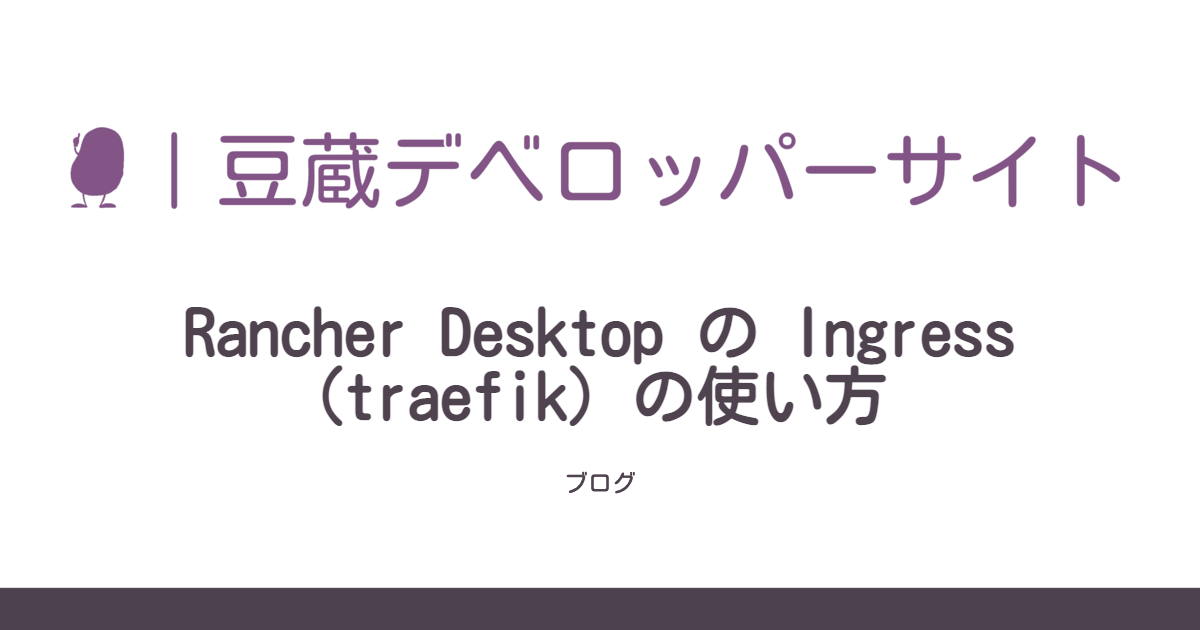 |豆蔵デベロッパーサイト
Rancher Desktop の Ingress
(traefik) の使い方
ブログ